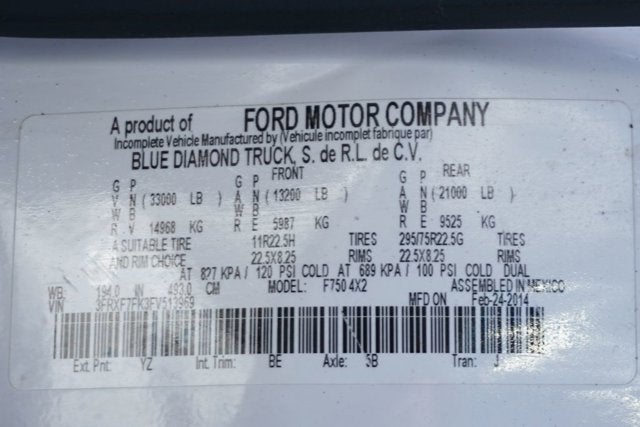 A product of FORD MOTOR COMPANY
Incomplete Vehicle Manufactured by (Vehicule incomplet fabrique par)
BLUE DIAMOND TRUCK, S. de R.L. de C.V.
FRONT REAR
G P G P G P
V N ( 33000 LB ) A N ( 13200 LB ) A N ( 21000 LB )
W B W B W B
R V 14968 KG R E 5987 KG R E 9525 KG
A SUITABLE TIRE 11R22.5H TIRES 295/75R22.5G TIRES
AND RIM CHOICE 22.5X8.25 RIMS 22.5X8.25 RIMS
AT 827 KPA / 120 PSI COLD AT 689 KPA / 100 PSI COLD DUAL
WB: 194.0 IN 493.0 CM MODEL: F750 4X2 ASSEMBLED IN MEXICO
VIN 3FRXF7FK3FV513969 MFD ON Feb-24-2014
Ext. Pnt: YZ Int. Trim: BE Axle: 5B Tran: J